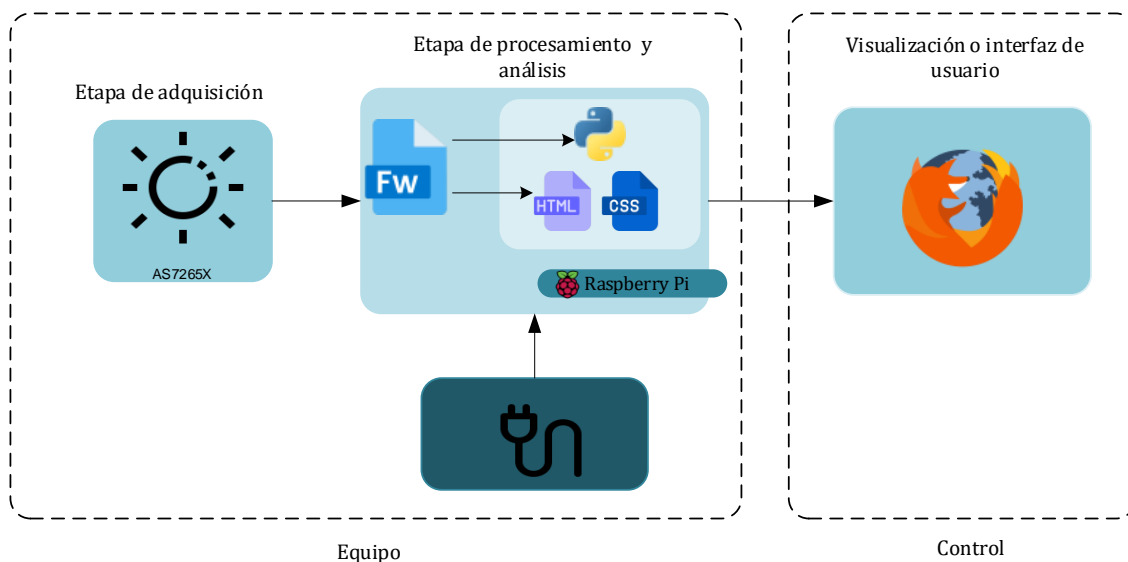 Etapa de procesamiento y
análisis
Visualización o interfaz de
usuario
Etapa de adquisición
Fw
HTML
CSS
AS7265X
Raspberry Pi
Equipo
Control